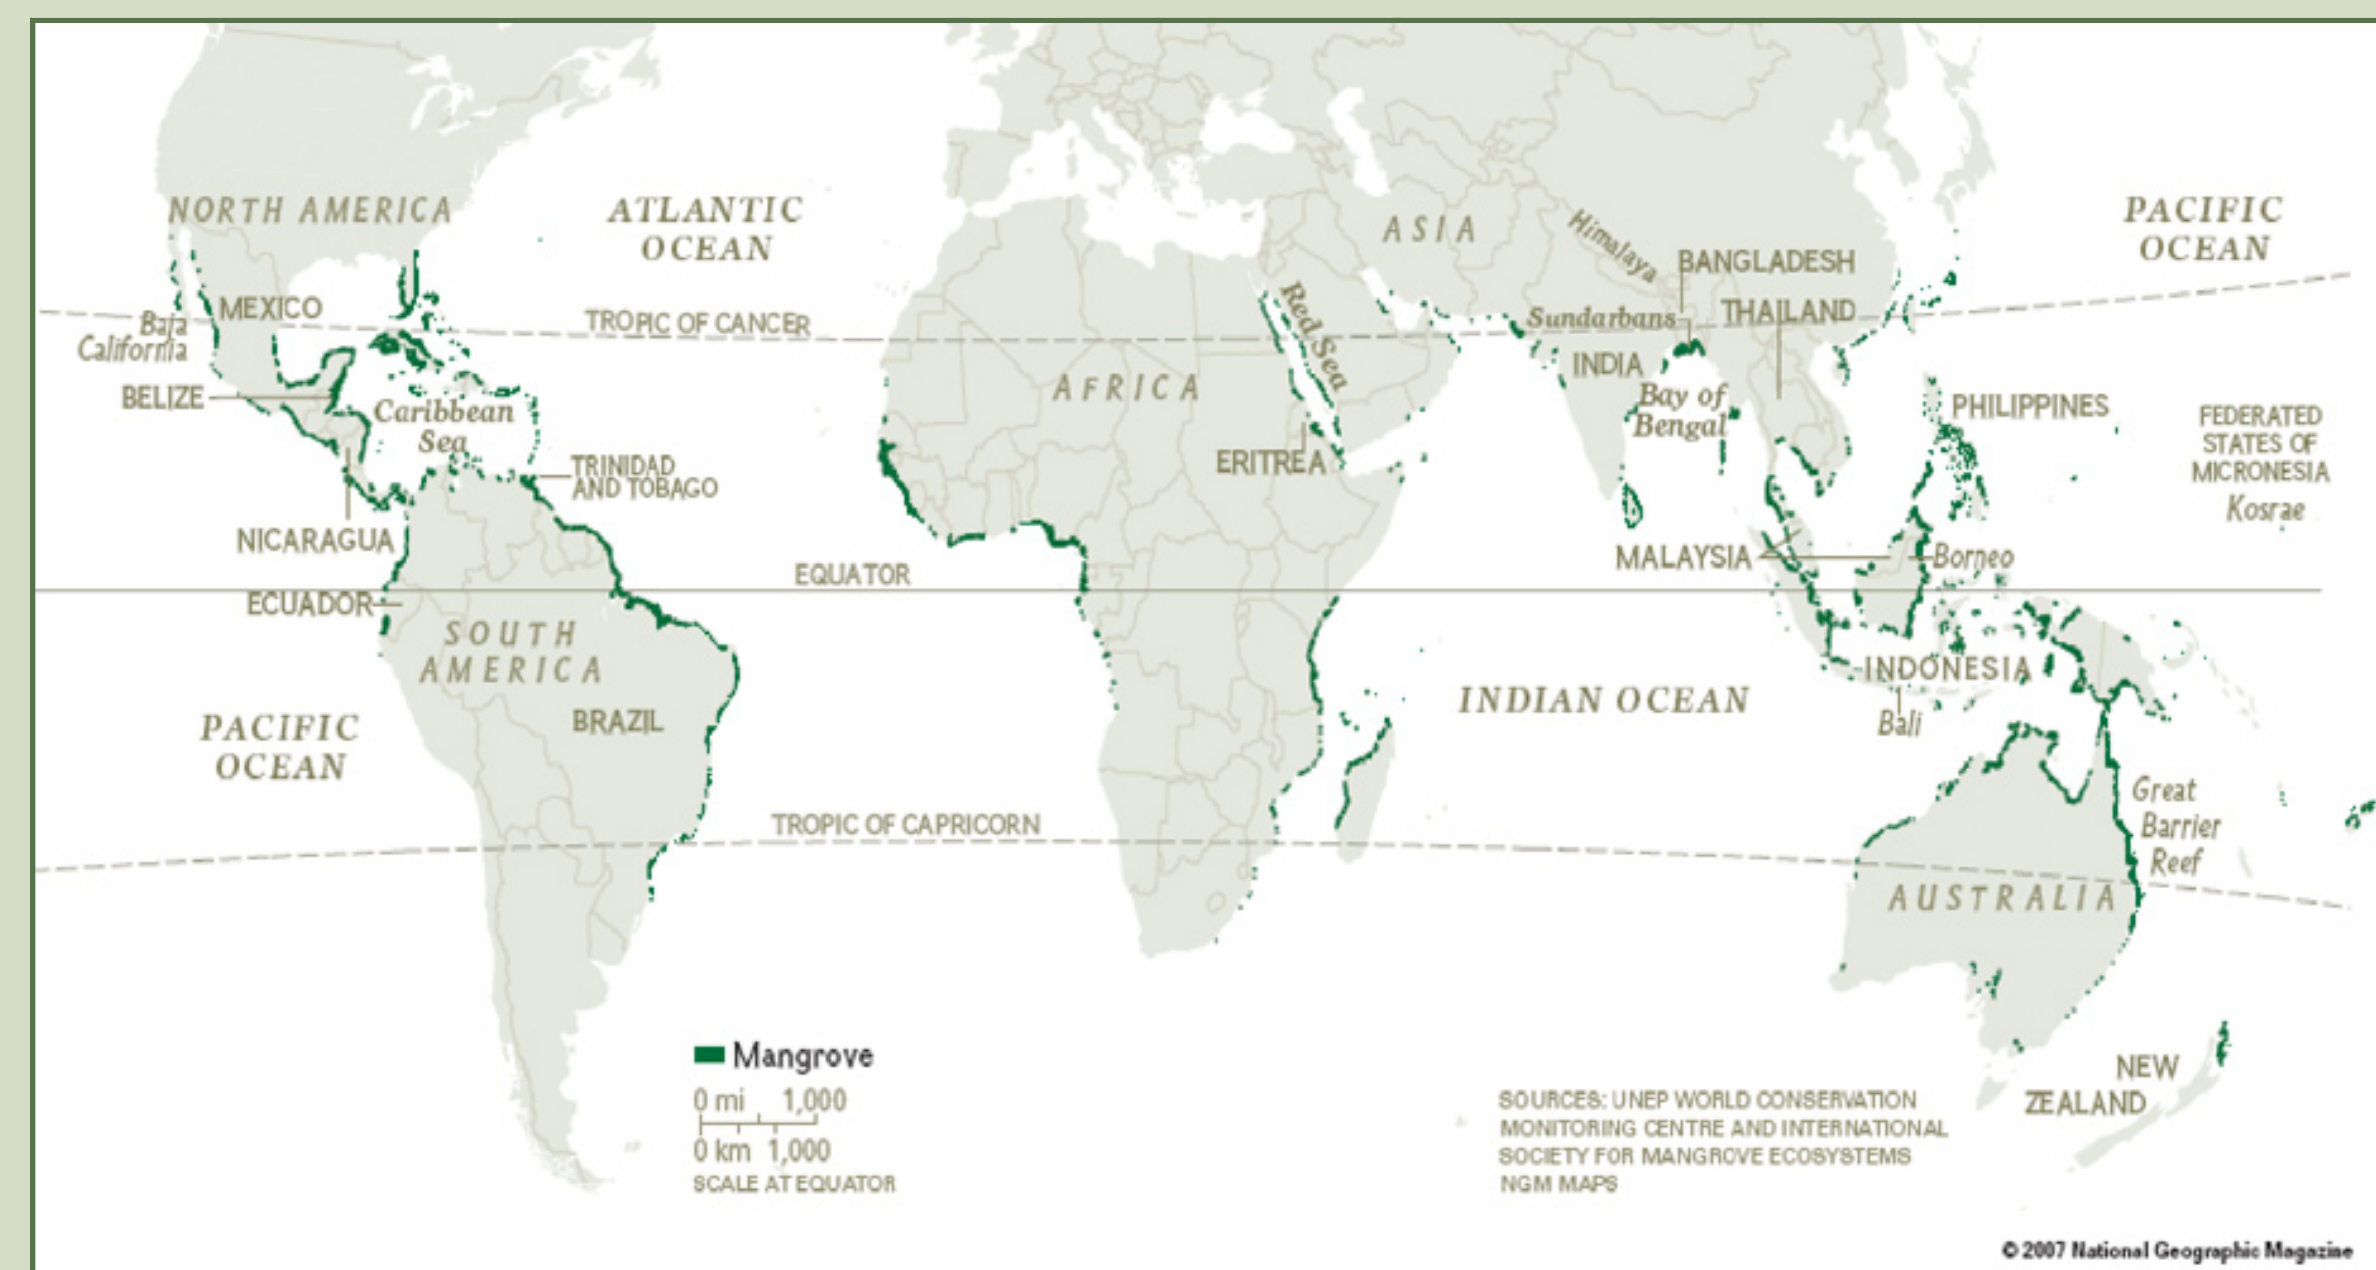 NORTH AMERICA
ATLANTIC
OCEAN
ASIA
Himalaya
PACIFIC
OCEAN
BANGLADESH
MEXICO
Baja
California
TROPIC OF CANCER
Red Sea
Sundarbans
THAILAND
INDIA
BELIZE
Caribbean
Sea
AFRICA
Bay of
Bengal
PHILIPPINES
FEDERATED
STATES OF
MICRONESIA
Kosrae
TRINIDAD
AND TOBAGO
ERITREA
NICARAGUA
MALAYSIA
Borneo
EQUATOR
ECUADOR
SOUTH
AMERICA
INDONESIA
INDIAN OCEAN
Bali
BRAZIL
PACIFIC
OCEAN
Great
Barrier
Reef
TROPIC OF CAPRICORN
AUSTRALIA
Mangrove
0 mi 1,000
0 km 1,000
SCALE AT EQUATOR
NEW
ZEALAND
SOURCES: UNEP WORLD CONSERVATION
MONITORING CENTRE AND INTERNATIONAL
SOCIETY FOR MANGROVE ECOSYSTEMS
NGM MAPS
© 2007 National Geographic Magazine